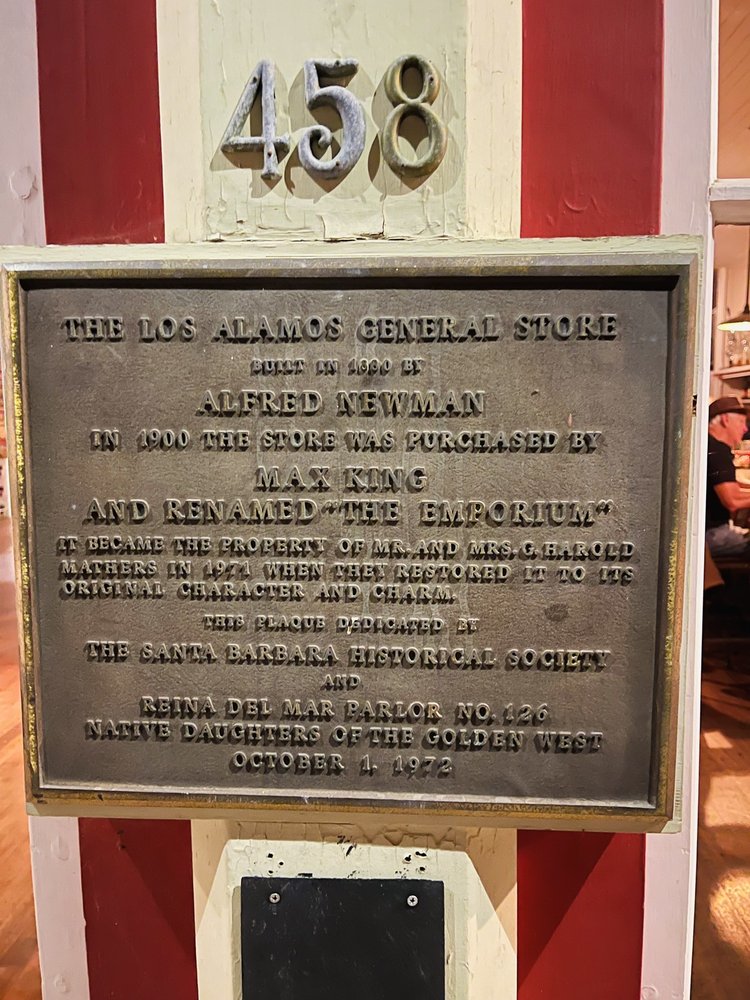 458
THE LOS ALAMOS GENERAL STORE
BUILT IN 1880 BY
ALFRED NEWMAN
IN 1900 THE STORE WAS PURCHASED BY
MAX KING
AND RENAMED "THE EMPORIUM"
IT BECAME THE PROPERTY OF MR. AND MRS. G. HAROLD
MATHERS IN 1971 WHEN THEY RESTORED IT TO ITS
ORIGINAL CHARACTER AND CHARM.
THIS PLAQUE DEDICATED BY
THE SANTA BARBARA HISTORICAL SOCIETY
AND
REINA DEL MAR PARLOR NO. 126
NATIVE DAUGHTERS OF THE GOLDEN WEST
OCTOBER 1, 1972